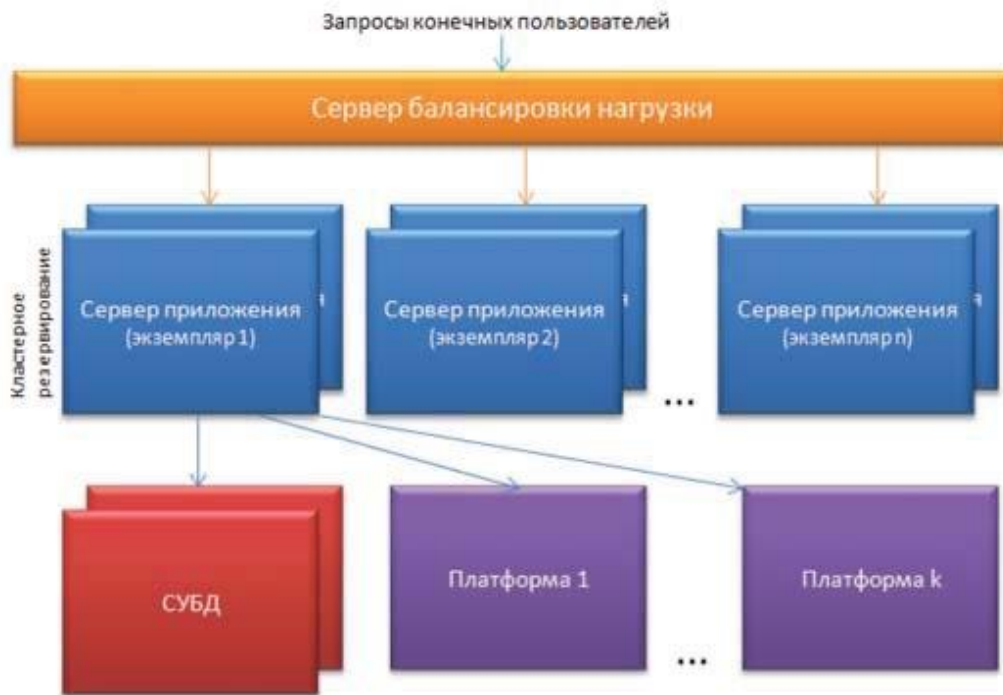 Запросы конечных пользователей
Сервер балансировки нагрузки
Кластерное
резервирование
Сервер приложения
(экземпляр 1)
Сервер приложения
(экземпляр 2)
...
Сервер приложения
(экземпляр n)
СУБД
Платформа 1
...
Платформа k